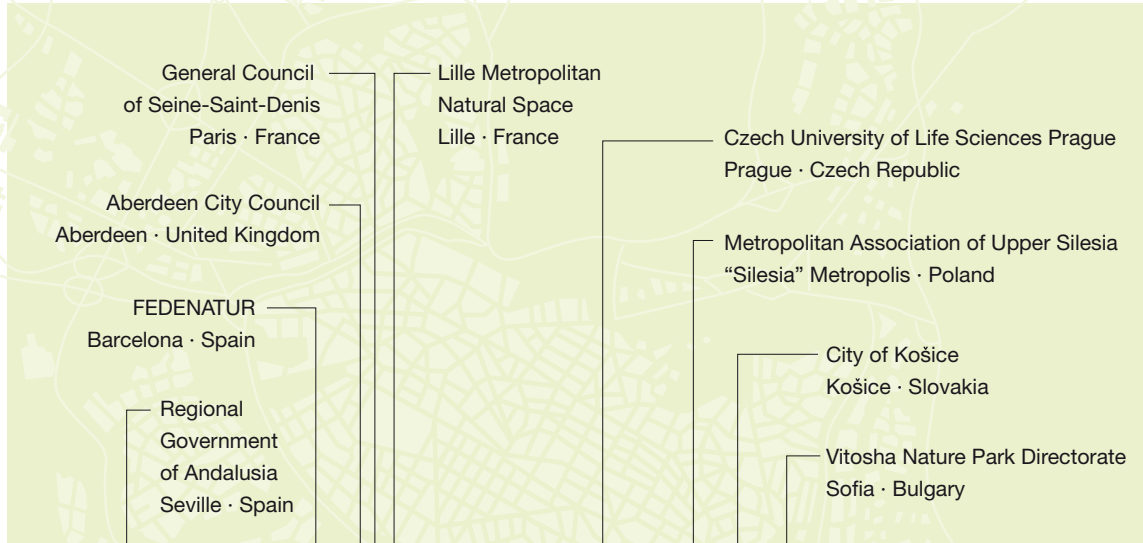 General Council
of Seine-Saint-Denis
Paris · France
Lille Metropolitan
Natural Space
Lille · France
Czech University of Life Sciences Prague
Prague · Czech Republic
Aberdeen City Council
Aberdeen · United Kingdom
Metropolitan Association of Upper Silesia
“Silesia” Metropolis · Poland
FEDENATUR
Barcelona · Spain
City of Košice
Košice · Slovakia
Regional
Government
of Andalusia
Seville · Spain
Vitosha Nature Park Directorate
Sofia · Bulgary